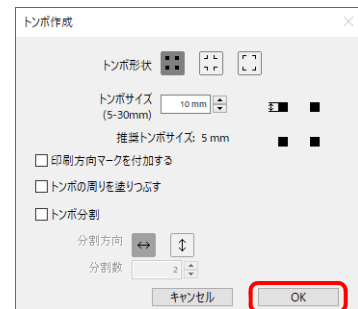 トンボ作成
トンボ形状
トンボサイズ
(5-30mm)
10 mm
推奨トンボサイズ: 5 mm
印刷方向マークを付加する
トンボの周りを塗りつぶす
トンボ分割
分割方向
分割数
2
キャンセル
OK